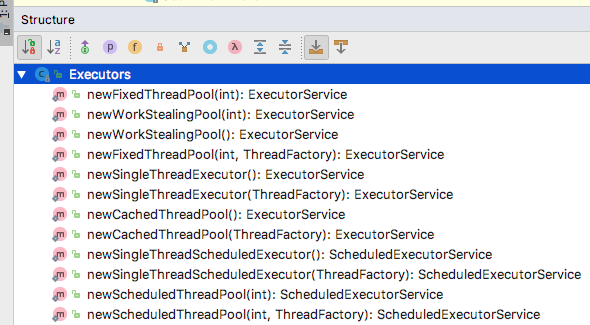 Structure
Executors
newFixedThreadPool(int): ExecutorService
newWorkStealingPool(int): ExecutorService
newWorkStealingPool(): ExecutorService
newFixedThreadPool(int, ThreadFactory): ExecutorService
newSingleThreadExecutor(): ExecutorService
newSingleThreadExecutor(ThreadFactory): ExecutorService
newCachedThreadPool(): ExecutorService
newCachedThreadPool(ThreadFactory): ExecutorService
newSingleThreadScheduledExecutor(): ScheduledExecutorService
newSingleThreadScheduledExecutor(ThreadFactory): ScheduledExecutorService
newScheduledThreadPool(int): ScheduledExecutorService
newScheduledThreadPool(int, ThreadFactory): ScheduledExecutorService